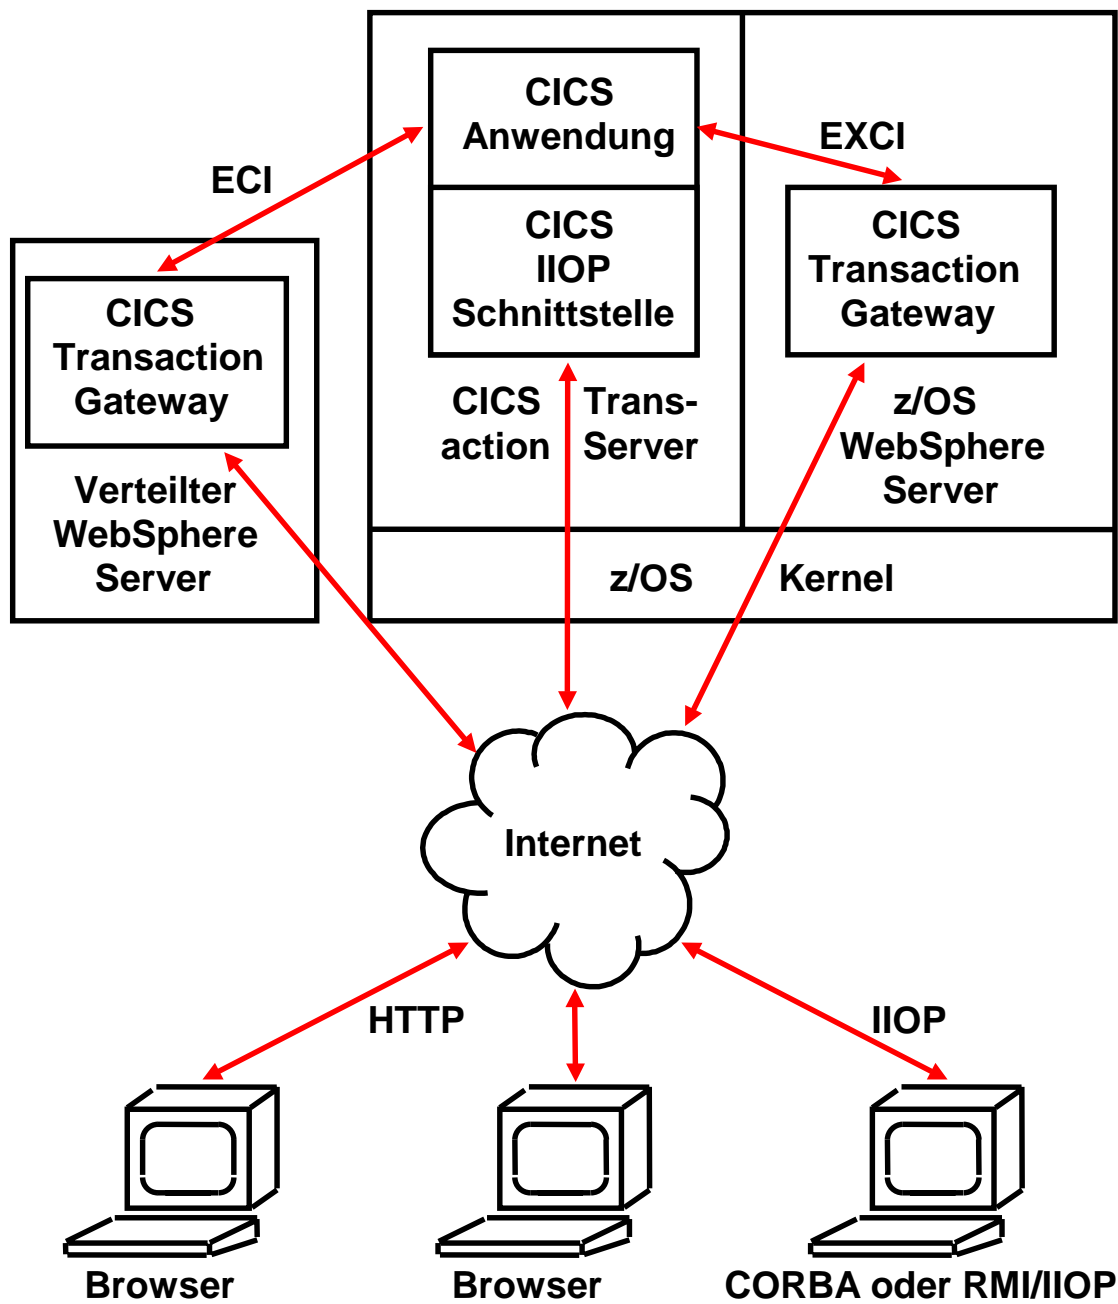 CICS
Anwendung
EXCI
ECI
CICS
IIOP
Schnittstelle
CICS
Transaction
Gateway
CICS
Transaction
Gateway
CICS Trans-
action Server
z/OS
WebSphere
Server
Verteilter
WebSphere
Server
z/OS Kernel
Internet
HTTP
IIOP
Browser
Browser
CORBA oder RMI/IIOP